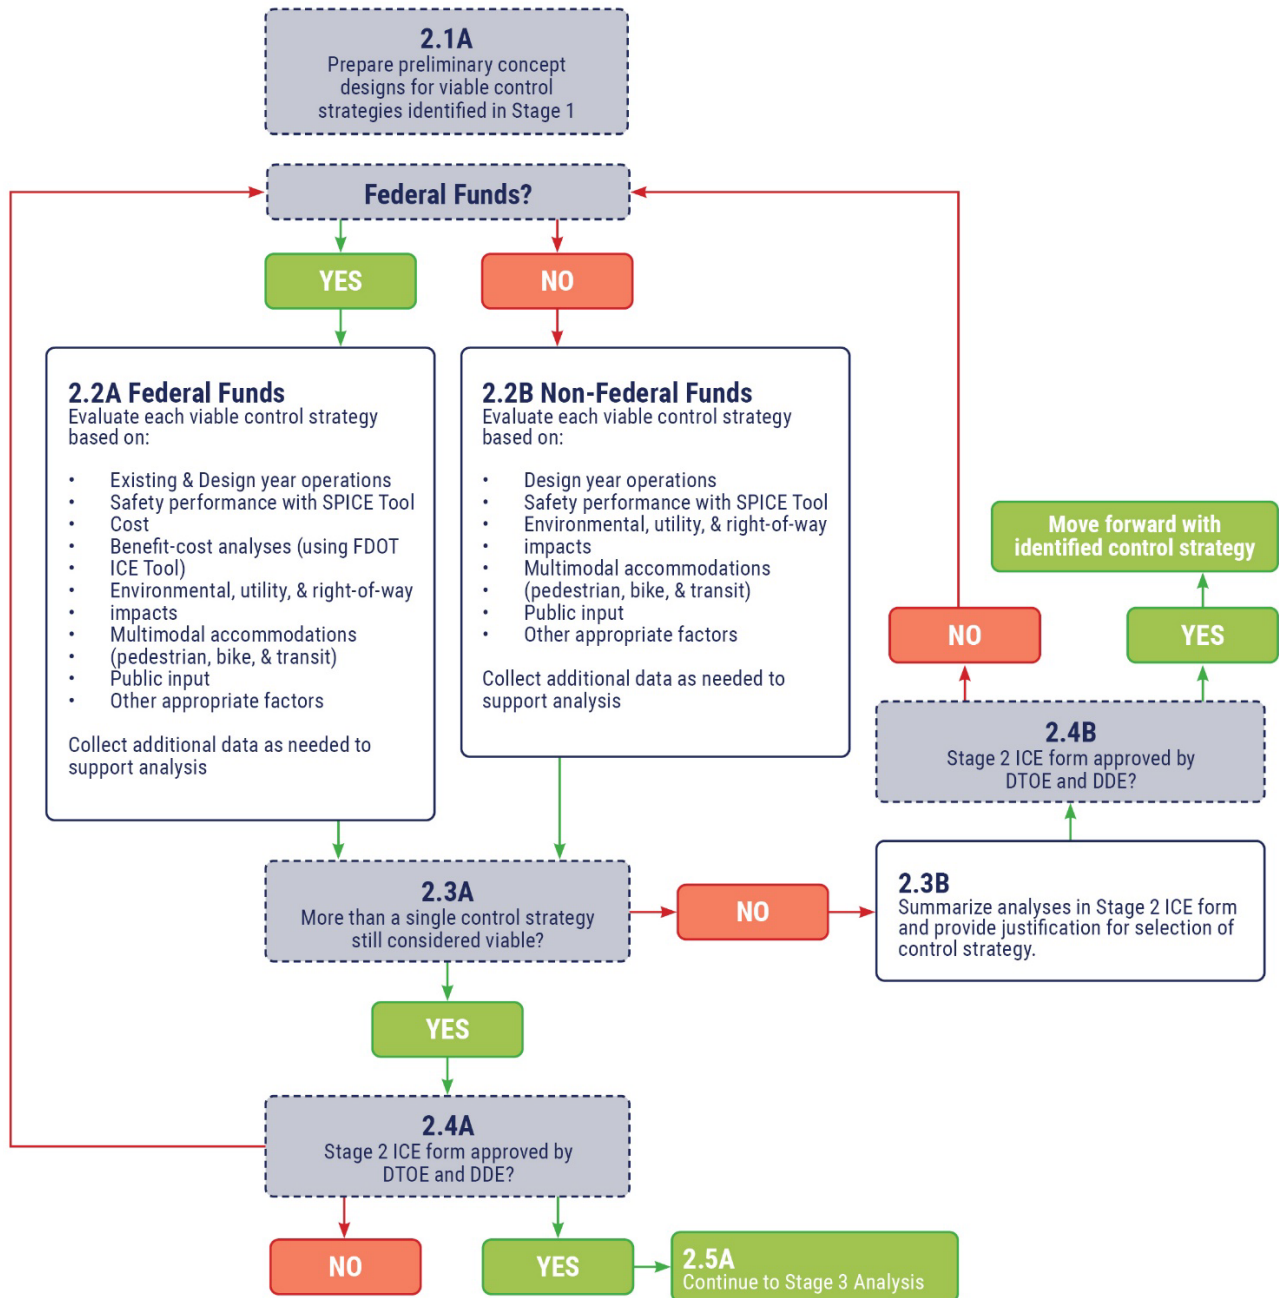 2.1A
Prepare preliminary concept
designs for viable control
strategies identified in Stage 1
Federal Funds?
YES
NO
2.2A Federal Funds
Evaluate each viable control strategy
based on:
• Existing & Design year operations
• Safety performance with SPICE Tool
• Cost
• Benefit-cost analyses (using FDOT
• ICE Tool)
• Environmental, utility, & right-of-way
• impacts
• Multimodal accommodations
• (pedestrian, bike, & transit)
• Public input
• Other appropriate factors
Collect additional data as needed to
support analysis
2.2B Non-Federal Funds
Evaluate each viable control strategy
based on:
• Design year operations
• Safety performance with SPICE Tool
• Environmental, utility, & right-of-way
• impacts
• Multimodal accommodations
• (pedestrian, bike, & transit)
• Public input
• Other appropriate factors
Collect additional data as needed to
support analysis
Move forward with
identified control strategy
NO
YES
2.4B
Stage 2 ICE form approved by
DTOE and DDE?
2.3A
More than a single control strategy
still considered viable?
NO
2.3B
Summarize analyses in Stage 2 ICE form
and provide justification for selection of
control strategy.
YES
2.4A
Stage 2 ICE form approved by
DTOE and DDE?
NO
YES
2.5A
Continue to Stage 3 Analysis